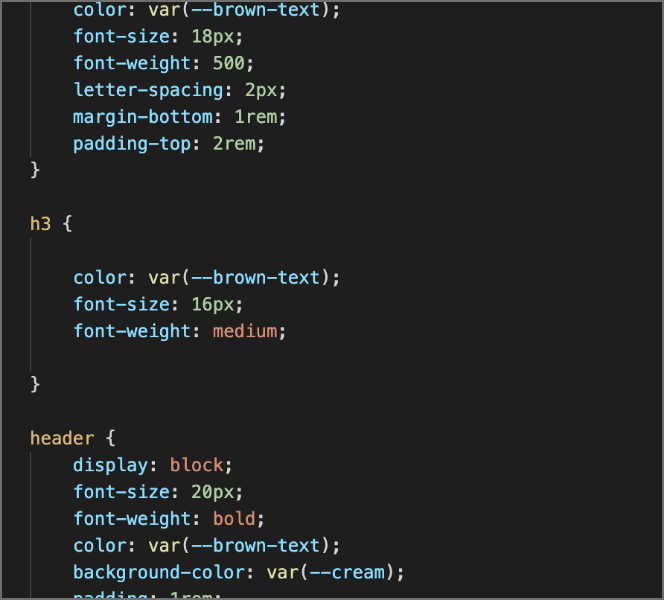 color: var(--brown-text);
font-size: 18px;
font-weight: 500;
letter-spacing: 2px;
margin-bottom: 1rem;
padding-top: 2rem;
}
h3 {
color: var(--brown-text);
font-size: 16px;
font-weight: medium;
}
header {
display: block;
font-size: 20px;
font-weight: bold;
color: var(--brown-text);
background-color: var(--cream);
padding: 1rem;